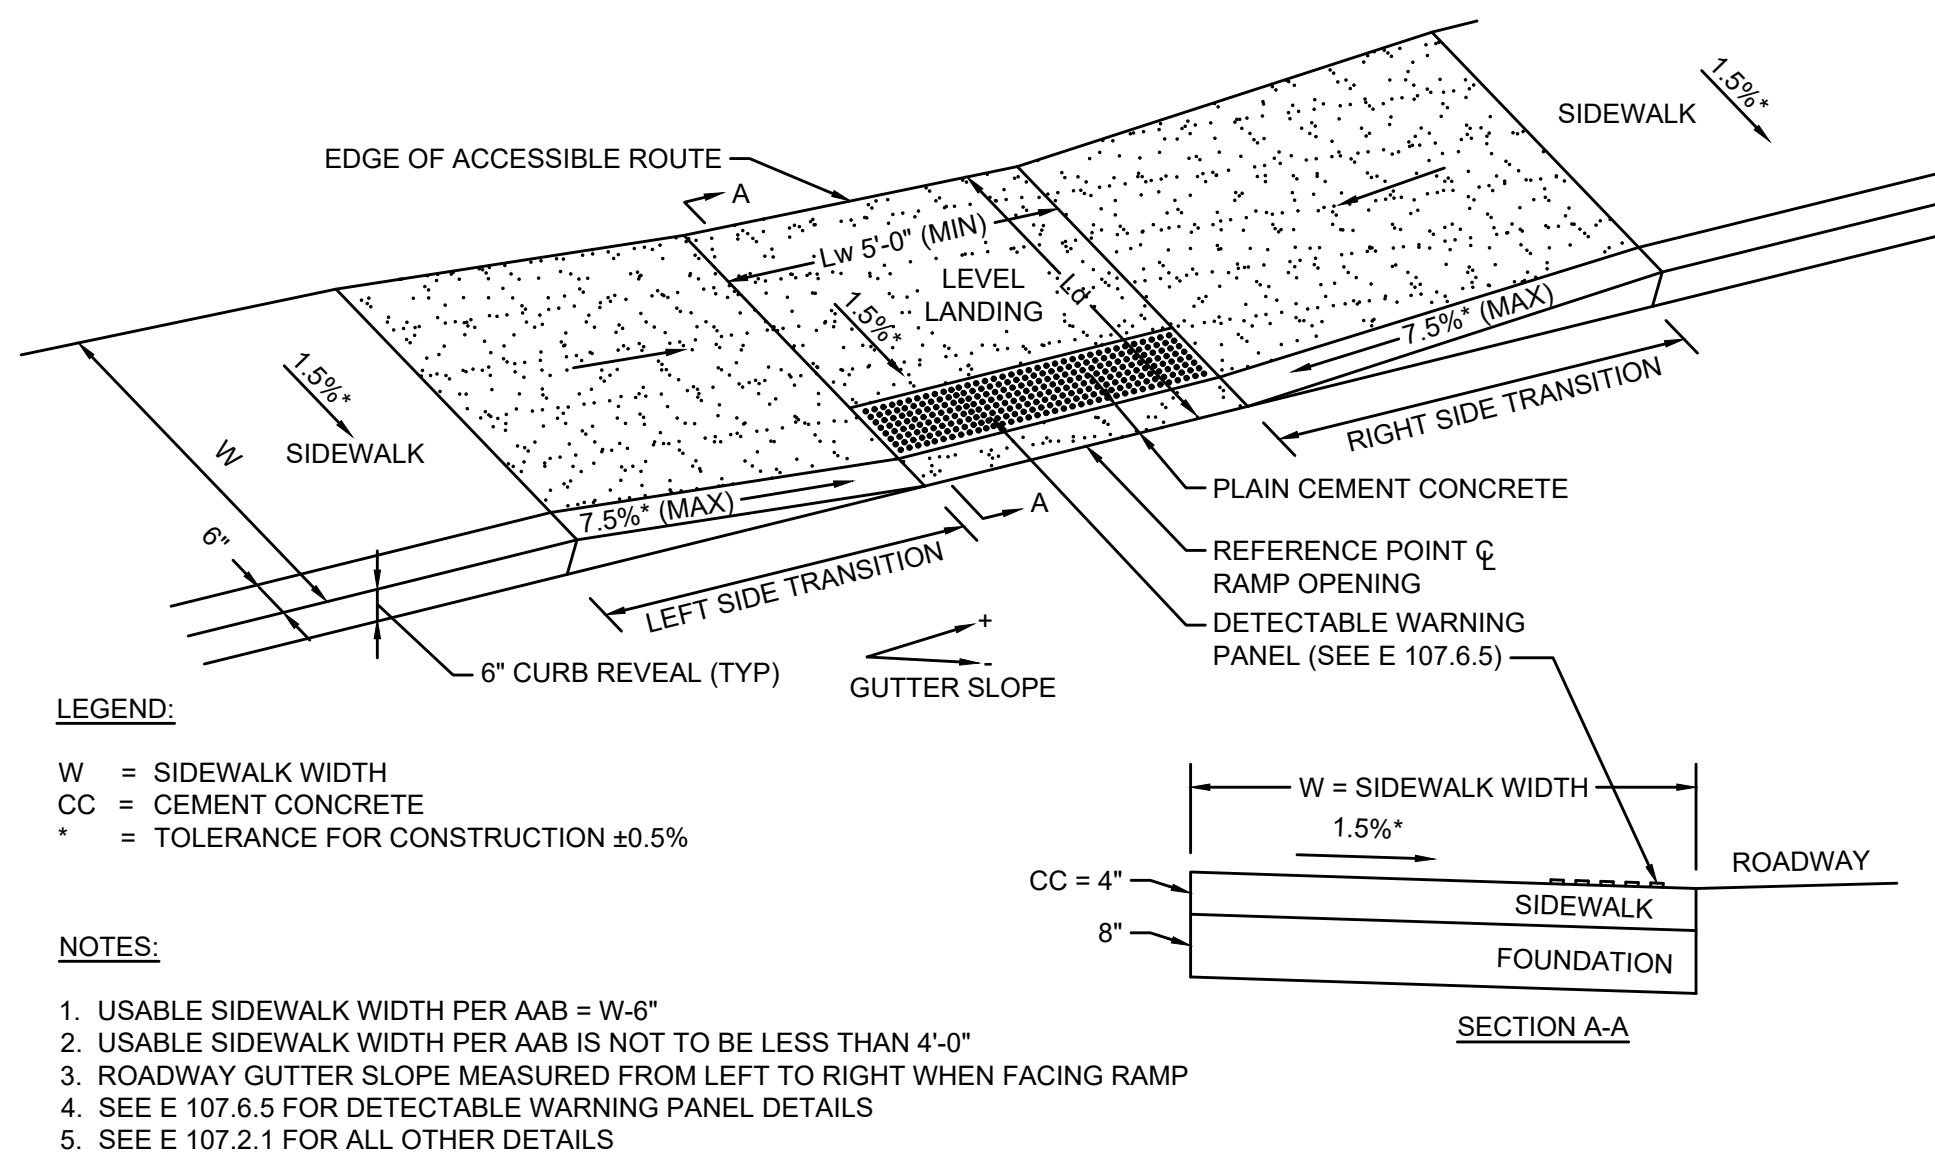 1.5%*
SIDEWALK
EDGE OF ACCESSIBLE ROUTE
A
Lw 5'-0" (MIN)
LEVEL
LANDING
Ld
1.5%*
7.5%* (MAX)
RIGHT SIDE TRANSITION
1.5%*
SIDEWALK
W
6"
7.5%* (MAX)
A
LEFT SIDE TRANSITION
PLAIN CEMENT CONCRETE
REFERENCE POINT ℄
RAMP OPENING
DETECTABLE WARNING
PANEL (SEE E 107.6.5)
+
-
GUTTER SLOPE
6" CURB REVEAL (TYP)
LEGEND:
W = SIDEWALK WIDTH
CC = CEMENT CONCRETE
* = TOLERANCE FOR CONSTRUCTION ±0.5%
W = SIDEWALK WIDTH
1.5%*
ROADWAY
CC = 4"
SIDEWALK
8"
FOUNDATION
SECTION A-A
NOTES:
1. USABLE SIDEWALK WIDTH PER AAB = W-6"
2. USABLE SIDEWALK WIDTH PER AAB IS NOT TO BE LESS THAN 4'-0"
3. ROADWAY GUTTER SLOPE MEASURED FROM LEFT TO RIGHT WHEN FACING RAMP
4. SEE E 107.6.5 FOR DETECTABLE WARNING PANEL DETAILS
5. SEE E 107.2.1 FOR ALL OTHER DETAILS